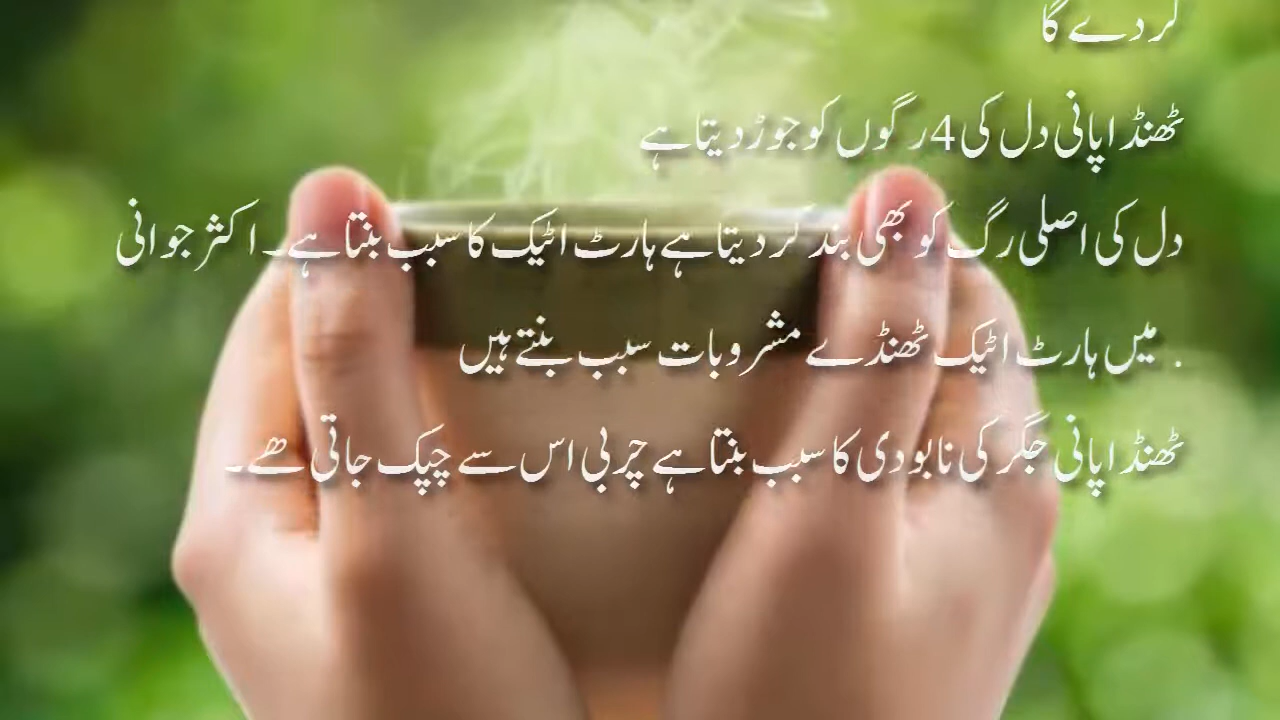 کر دے گا
ٹھنڈا پانی دل کی 4 رگوں کو جوڑ دیتا ہے
دل کی اصلی رگ کو بھی بند کر دیتا ہے ہارٹ اٹیک کا سبب بنتا ہے۔ اکثر جوانی
میں ہارٹ اٹیک ٹھنڈے مشروبات سبب بنتے ہیں .
ٹھنڈا پانی جگر کی نابودی کا سبب بنتا ہے چربی اس سے چپک جاتی ھے۔